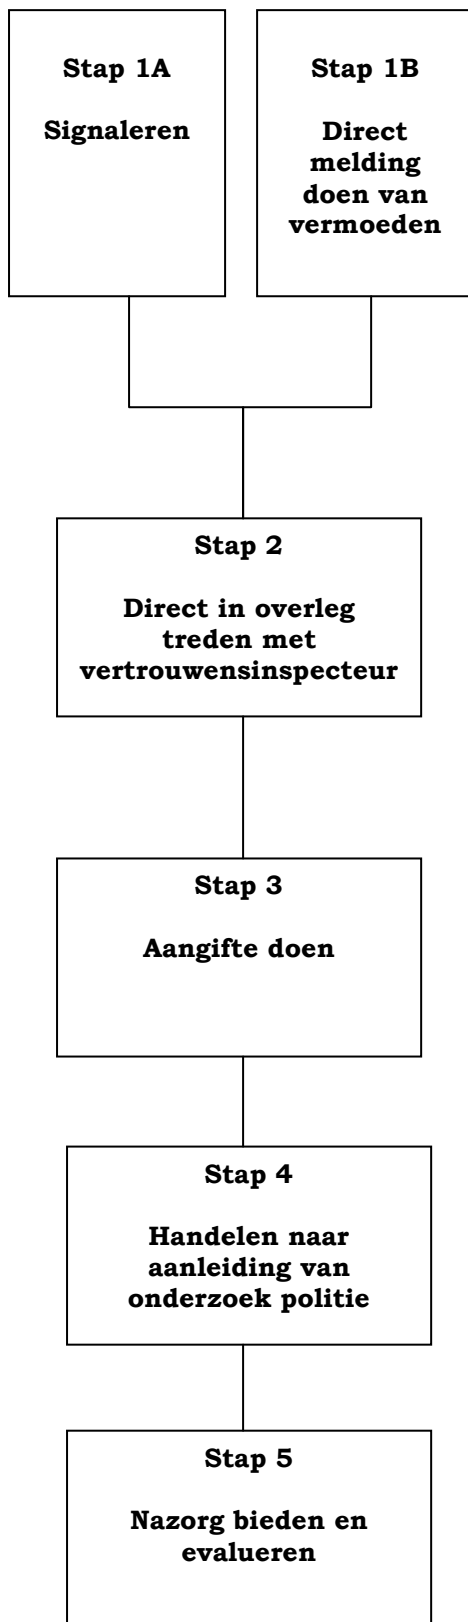 Stap 1A
Signaleren
Stap 1B
Direct
melding
doen van
vermoeden
Stap 2
Direct in overleg
treden met
vertrouwensinspecteur
Stap 3
Aangifte doen
Stap 4
Handelen naar
aanleiding van
onderzoek politie
Stap 5
Nazorg bieden en
evalueren